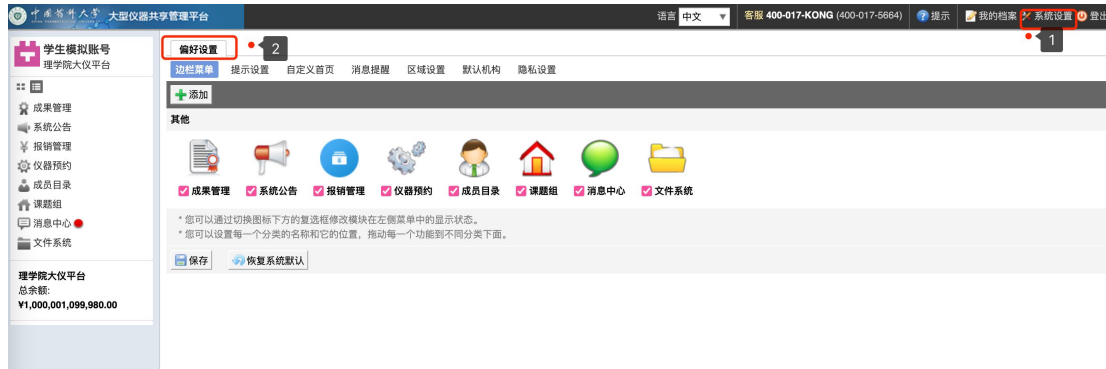 中国药科大学 大型仪器共享管理平台
语言 中文 ▼
客服 400-017-KONG (400-017-5664)
提示
我的档案
系统设置
登出
1
学生模拟账号
理学院大仪平台
成果管理
系统公告
¥ 报销管理
仪器预约
成员目录
课题组
消息中心
文件系统
理学院大仪平台
总余额:
¥1,000,001,099,980.00
偏好设置
2
边栏菜单 提示设置 自定义首页 消息提醒 区域设置 默认机构 隐私设置
添加
其他
成果管理 系统公告 报销管理 仪器预约 成员目录 课题组 消息中心 文件系统
* 您可以通过切换图标下方的复选框修改模块在左侧菜单中的显示状态。
* 您可以设置每一个分类的名称和它的位置，拖动每一个功能到不同分类下面。
保存 恢复系统默认